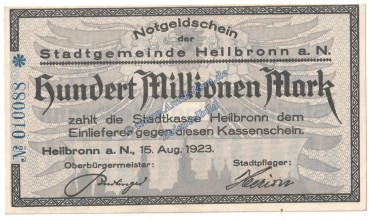 Notgeldschein
der
Stadtgemeinde Heilbronn a. N.
Hundert Millionen Mark
zahlt die Stadtkasse Heilbronn dem
Einlieferer gegen diesen Kassenschein.
Heilbronn a. N., 15. Aug. 1923.
Oberbürgermeister: Stadtpfleger:
№ 010088